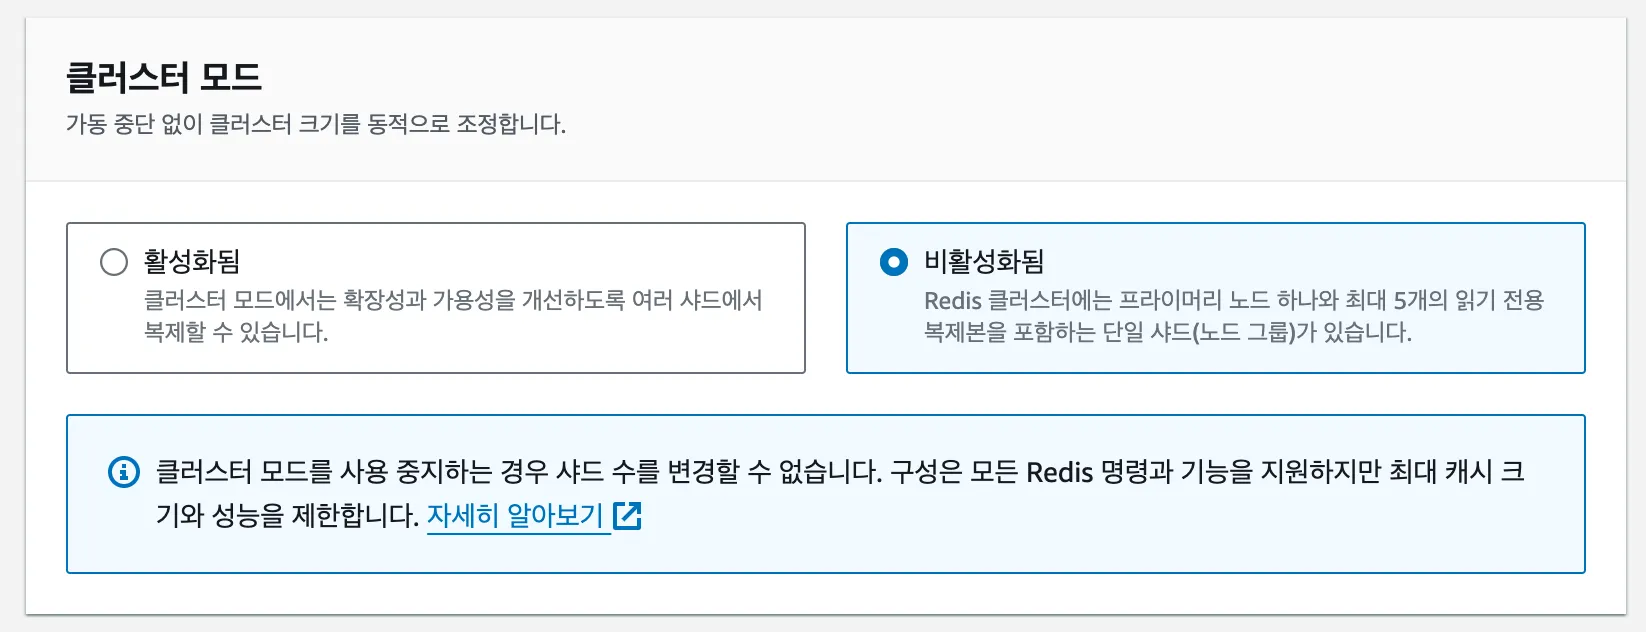 클러스터 모드
가동 중단 없이 클러스터 크기를 동적으로 조정합니다.
활성화됨
클러스터 모드에서는 확장성과 가용성을 개선하도록 여러 샤드에서
복제할 수 있습니다.
비활성화됨
Redis 클러스터에는 프라이머리 노드 하나와 최대 5개의 읽기 전용
복제본을 포함하는 단일 샤드(노드 그룹)가 있습니다.
클러스터 모드를 사용 중지하는 경우 샤드 수를 변경할 수 없습니다. 구성은 모든 Redis 명령과 기능을 지원하지만 최대 캐시 크
기와 성능을 제한합니다. 자세히 알아보기